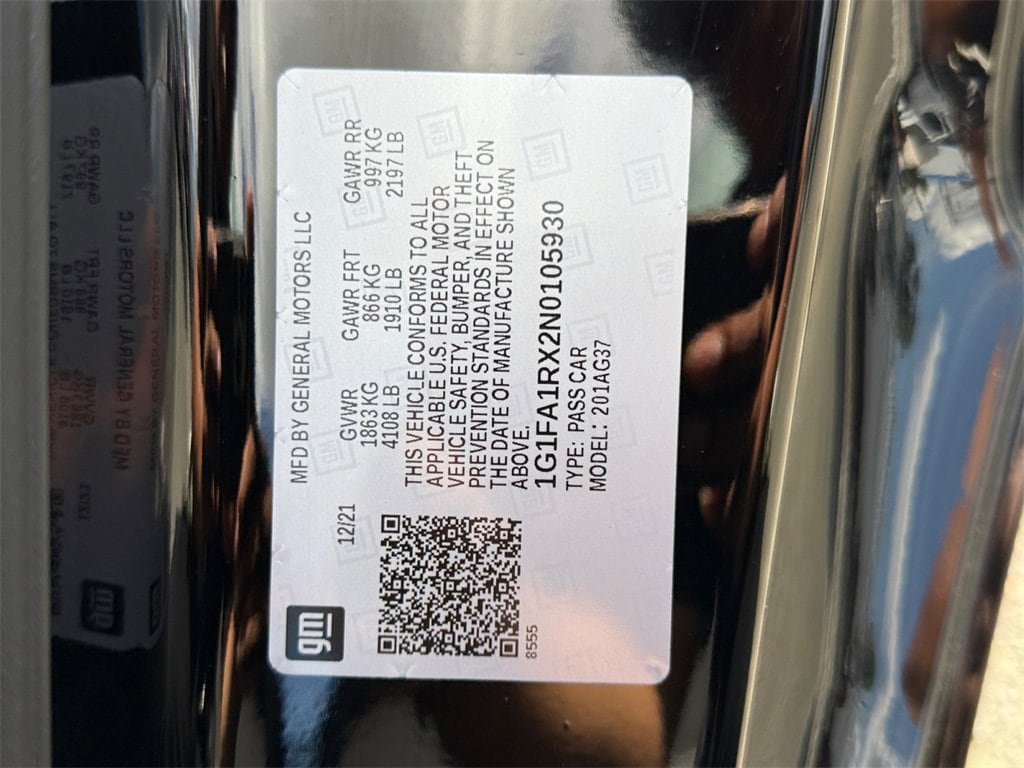 gm
12/21
MFD BY GENERAL MOTORS LLC
GVWR GAWR FRT GAWR RR
1863 KG 866 KG 997 KG
4108 LB 1910 LB 2197 LB
THIS VEHICLE CONFORMS TO ALL
APPLICABLE U.S. FEDERAL MOTOR
VEHICLE SAFETY, BUMPER, AND THEFT
PREVENTION STANDARDS IN EFFECT ON
THE DATE OF MANUFACTURE SHOWN
ABOVE.
1G1FA1RX2N0105930
TYPE: PASS CAR
MODEL: 201AG37
8555